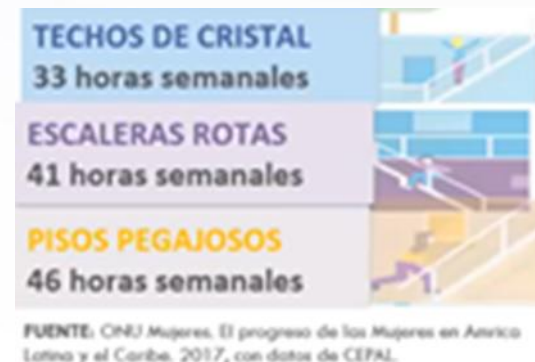 TECHOS DE CRISTAL
33 horas semanales
ESCALERAS ROTAS
41 horas semanales
PISOS PEGAJOSOS
46 horas semanales
FUENTE: ONU Mujeres. El progreso de las Mujeres en Amrica
Latina y el Caribe. 2017, con datos de CEPAL.